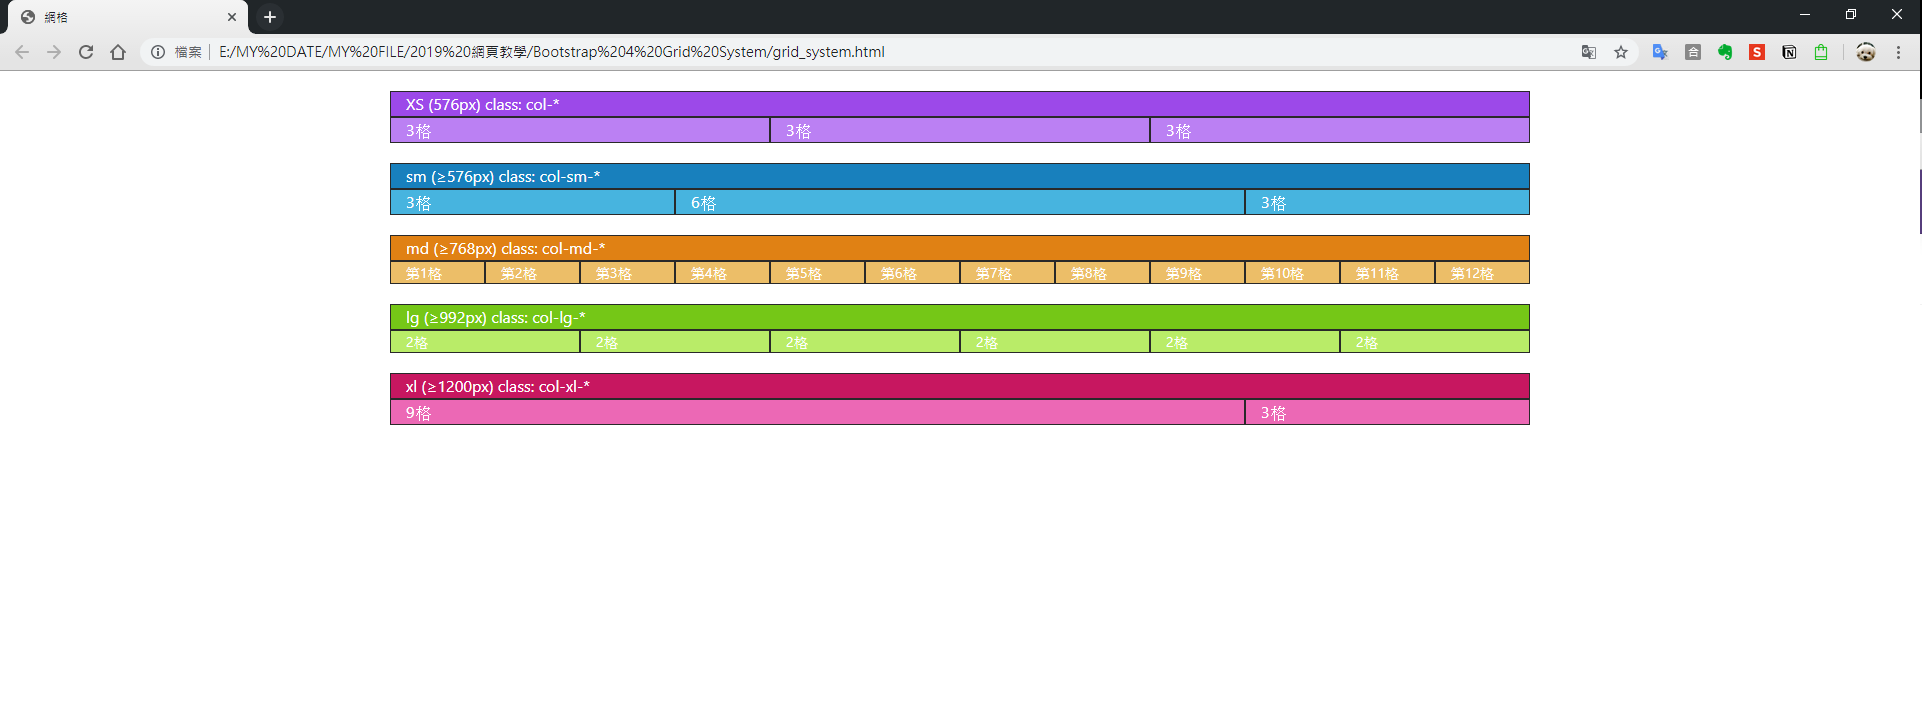 網格
檔案 E:/MY%20DATE/MY%20FILE/2019%20網頁教學/Bootstrap%204%20Grid%20System/grid_system.html
XS (576px) class: col-*
3格 3格 3格
sm (≥576px) class: col-sm-*
3格 6格 3格
md (≥768px) class: col-md-*
第1格 第2格 第3格 第4格 第5格 第6格 第7格 第8格 第9格 第10格 第11格 第12格
lg (≥992px) class: col-lg-*
2格 2格 2格 2格 2格 2格
xl (≥1200px) class: col-xl-*
9格 3格